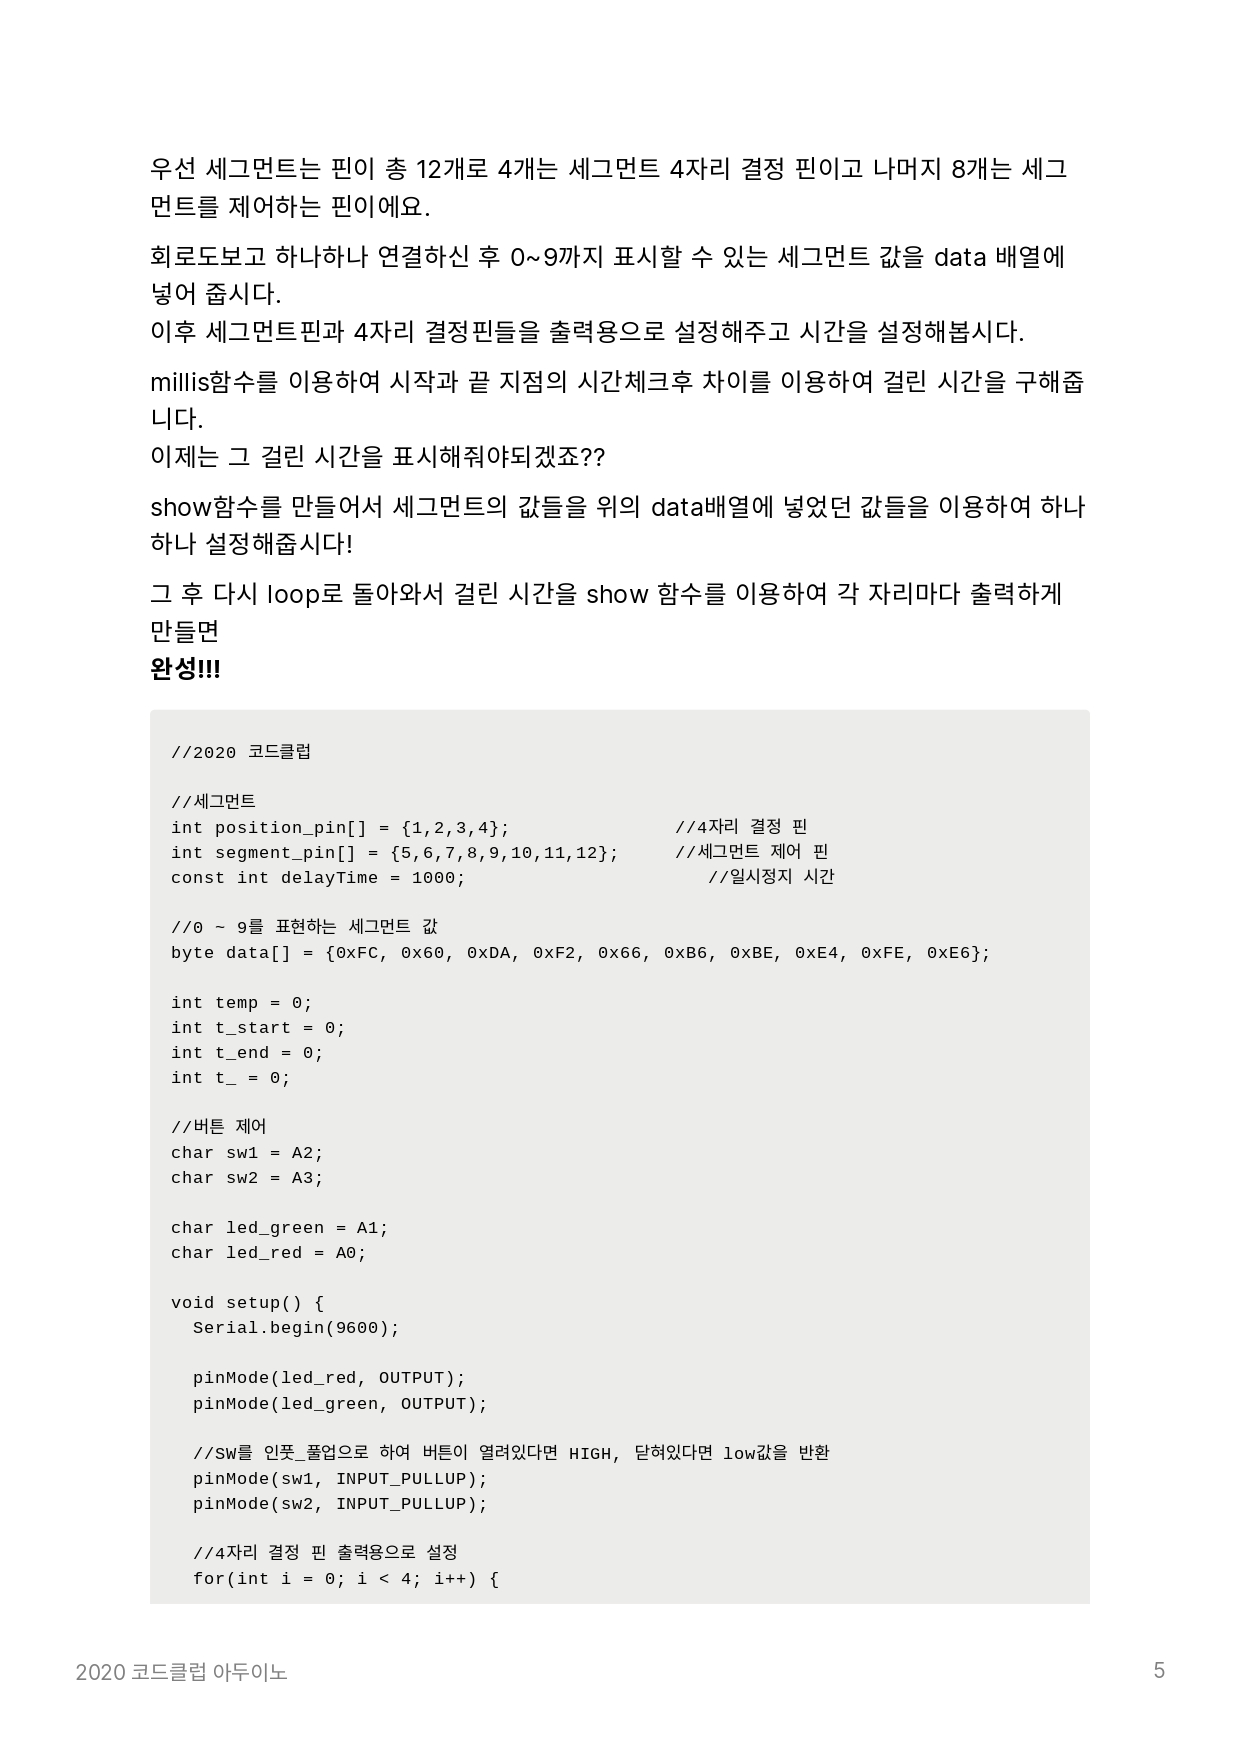 우선 세그먼트는 핀이 총 12개로 4개는 세그먼트 4자리 결정 핀이고 나머지 8개는 세그
먼트를 제어하는 핀이에요.
회로도보고 하나하나 연결하신 후 0~9까지 표시할 수 있는 세그먼트 값을 data 배열에
넣어 줍시다.
이후 세그먼트핀과 4자리 결정핀들을 출력용으로 설정해주고 시간을 설정해봅시다.
millis함수를 이용하여 시작과 끝 지점의 시간체크후 차이를 이용하여 걸린 시간을 구해줍
니다.
이제는 그 걸린 시간을 표시해줘야되겠죠??
show함수를 만들어서 세그먼트의 값들을 위의 data배열에 넣었던 값들을 이용하여 하나
하나 설정해줍시다!
그 후 다시 loop로 돌아와서 걸린 시간을 show 함수를 이용하여 각 자리마다 출력하게
만들면
완성!!!
//2020 코드클럽
//세그먼트
int position_pin[] = {1,2,3,4};               //4자리 결정 핀
int segment_pin[] = {5,6,7,8,9,10,11,12};     //세그먼트 제어 핀
const int delayTime = 1000;                      //일시정지 시간
//0 ~ 9를 표현하는 세그먼트 값
byte data[] = {0xFC, 0x60, 0xDA, 0xF2, 0x66, 0xB6, 0xBE, 0xE4, 0xFE, 0xE6};
int temp = 0;
int t_start = 0;
int t_end = 0;
int t_ = 0;
//버튼 제어
char sw1 = A2;
char sw2 = A3;
char led_green = A1;
char led_red = A0;
void setup() {
  Serial.begin(9600);
  pinMode(led_red, OUTPUT);
  pinMode(led_green, OUTPUT);
  //SW를 인풋_풀업으로 하여 버튼이 열려있다면 HIGH, 닫혀있다면 low값을 반환
  pinMode(sw1, INPUT_PULLUP);
  pinMode(sw2, INPUT_PULLUP);
  //4자리 결정 핀 출력용으로 설정
  for(int i = 0; i < 4; i++) {
2020 코드클럽 아두이노
5